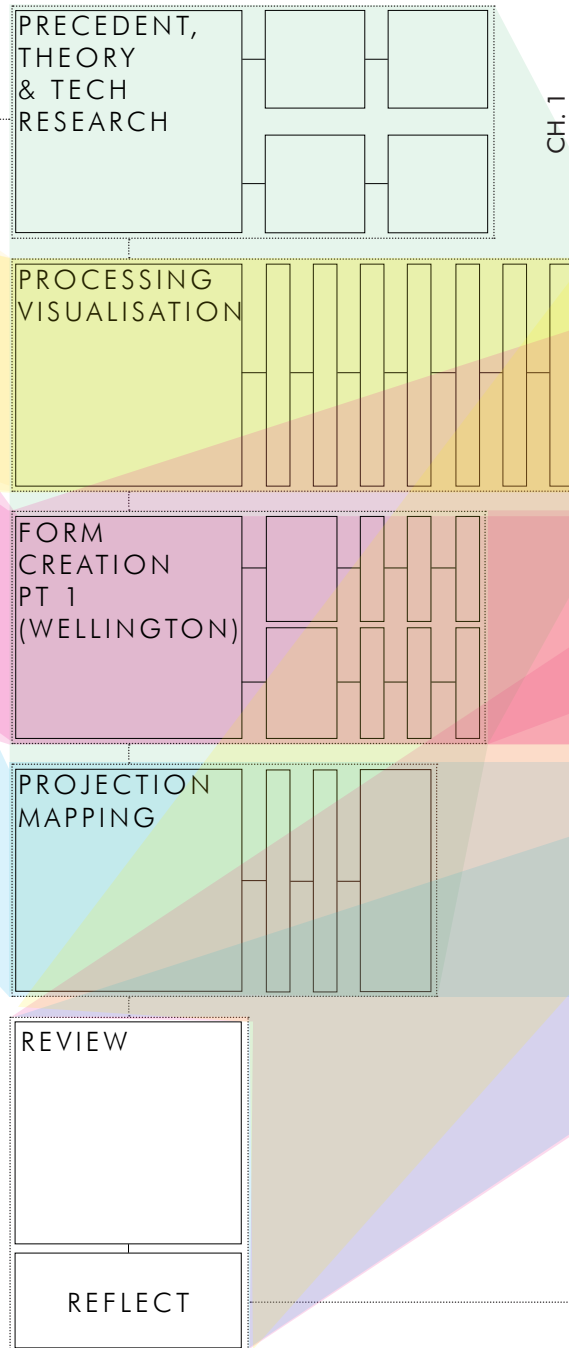 PRECEDENT,
THEORY
& TECH
RESEARCH
CH. 1
PROCESSING
VISUALISATION
FORM
CREATION
PT 1
(WELLINGTON)
PROJECTION
MAPPING
REVIEW
REFLECT